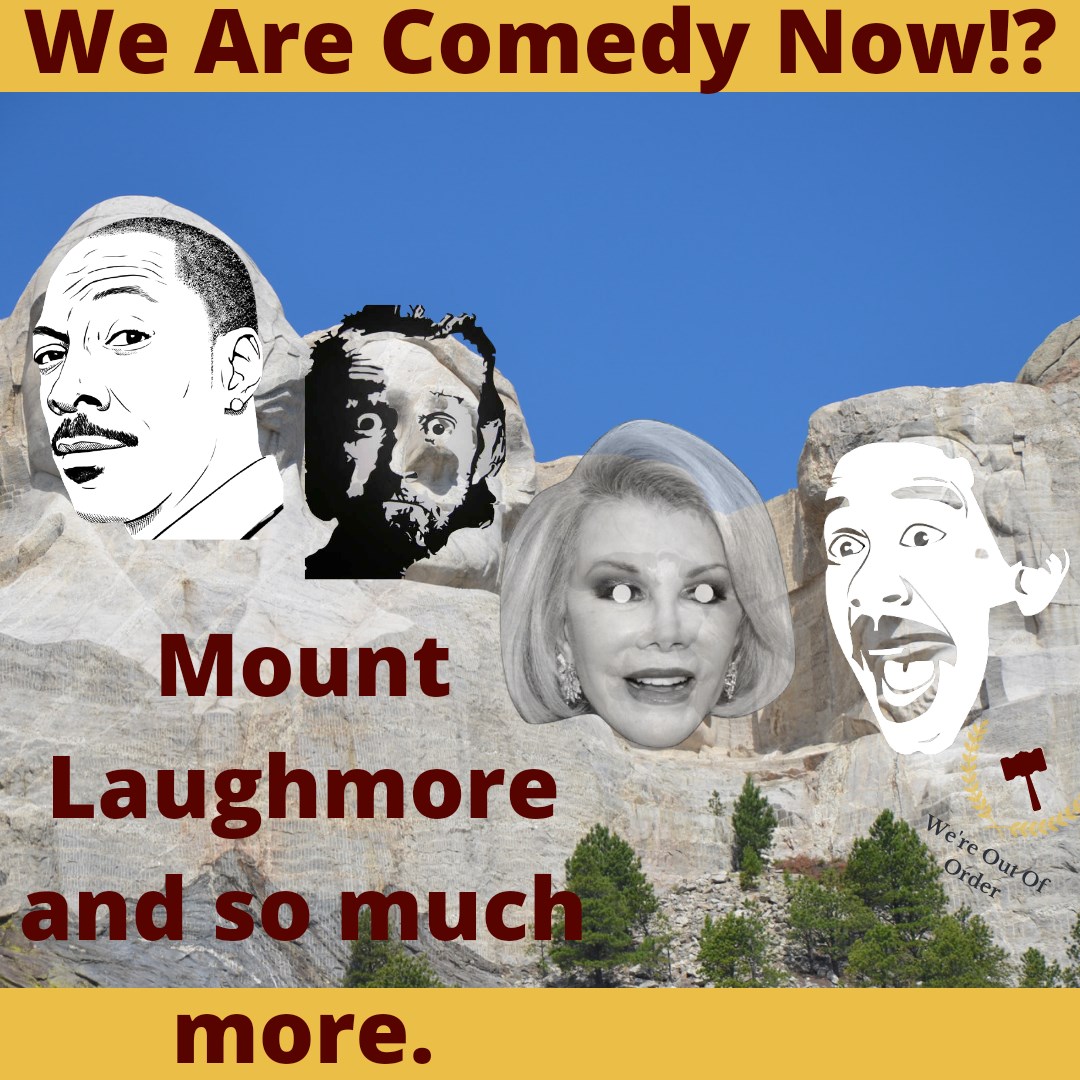 We Are Comedy Now!?
Mount
Laughmore
and so much
more.
We're Out Of
Order